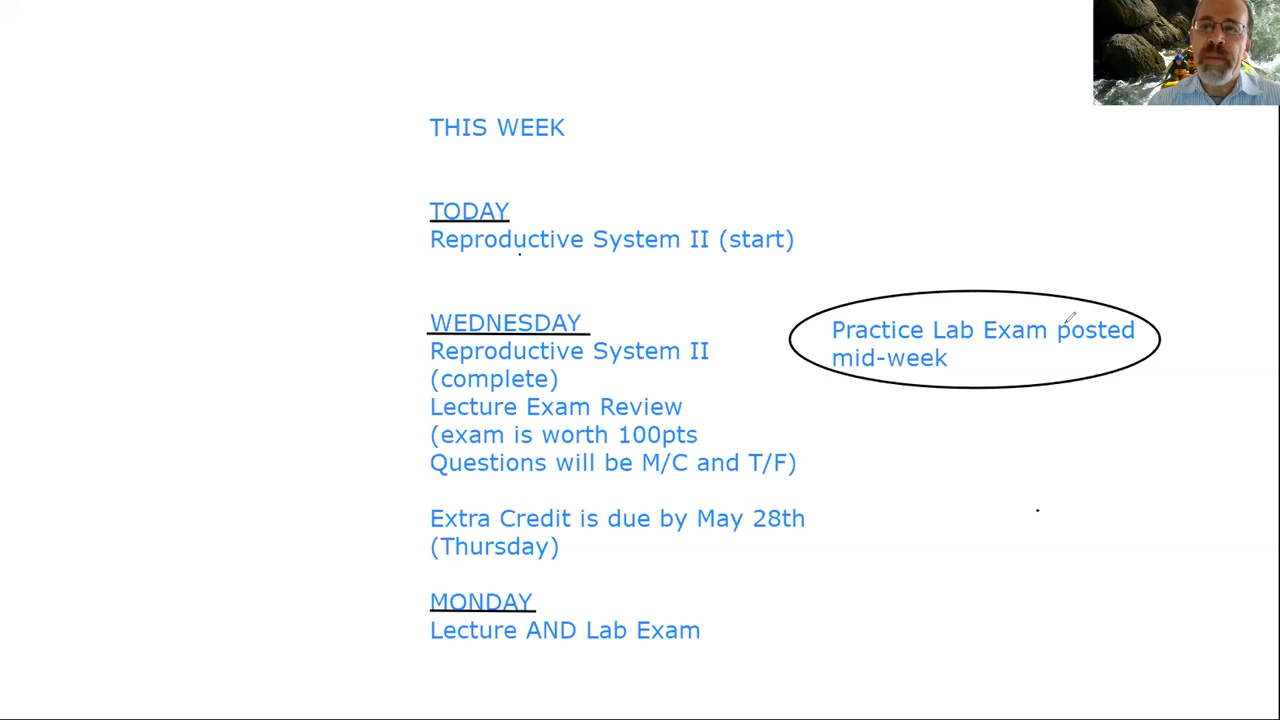 THIS WEEK
TODAY
Reproductive System II (start)
WEDNESDAY
Reproductive System II
(complete)
Lecture Exam Review
(exam is worth 100pts
Questions will be M/C and T/F)
Extra Credit is due by May 28th
(Thursday)
MONDAY
Lecture AND Lab Exam
Practice Lab Exam posted
mid-week